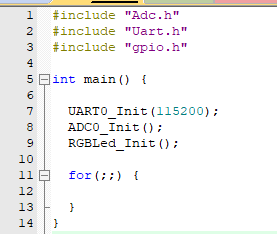 1 #include "Adc.h"
2 #include "Uart.h"
3 #include "gpio.h"
4
5 int main() {
6
7 UART0_Init(115200);
8 ADC0_Init();
9 RGBLed_Init();
10
11 for(;;) {
12
13 }
14 }